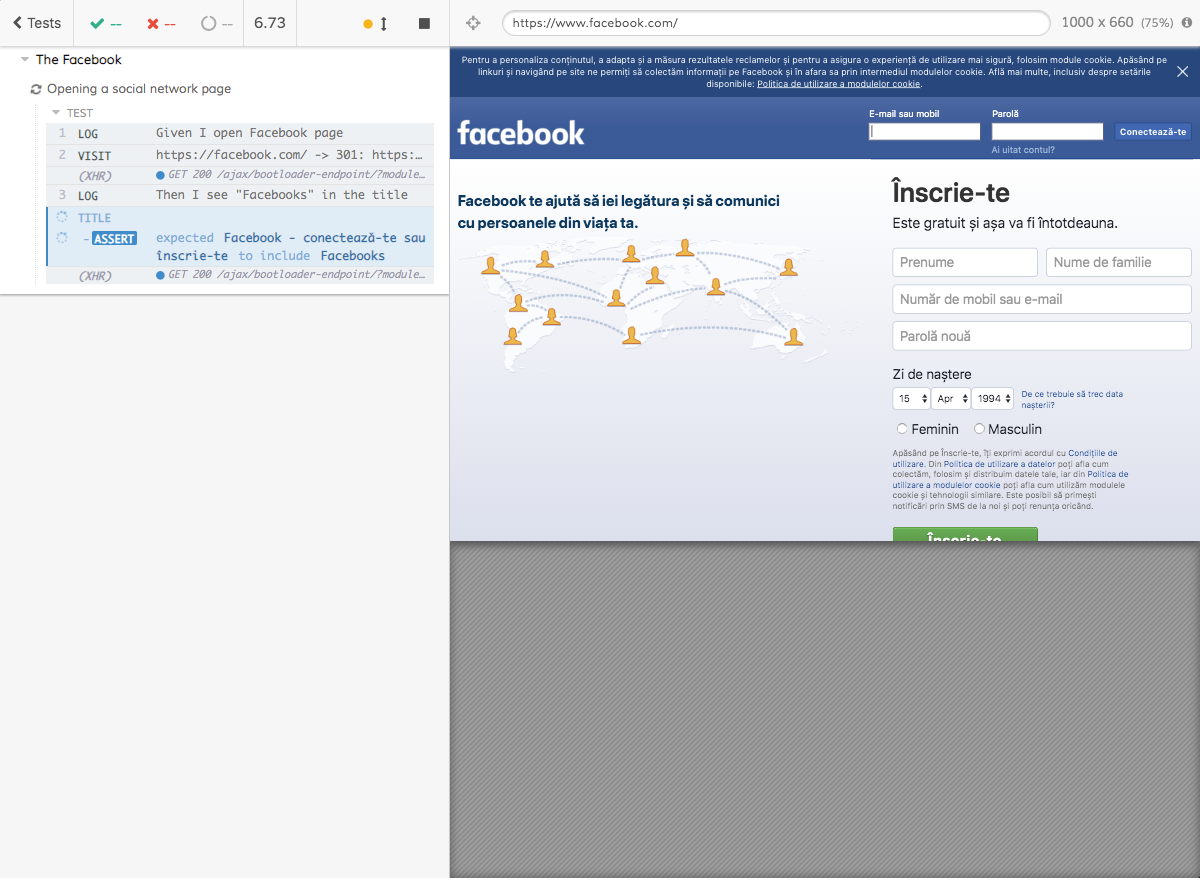 Tests
--
--
--
6.73
https://www.facebook.com/
1000 x 660 (75%)
The Facebook
Opening a social network page
TEST
1 LOG Given I open Facebook page
2 VISIT https://facebook.com/ -> 301: https:…
(XHR) GET 200 /ajax/bootloader-endpoint/?module…
3 LOG Then I see "Facebooks" in the title
TITLE
-ASSERT expected Facebook - conectează-te sau
înscrie-te to include Facebooks
(XHR) GET 200 /ajax/bootloader-endpoint/?module…
Pentru a personaliza conținutul, a adapta și a măsura rezultatele reclamelor și pentru a asigura o experiență de utilizare mai sigură, folosim module cookie. Apăsând pe
linkuri și navigând pe site ne permiți să colectăm informații pe Facebook și în afara sa prin intermediul modulelor cookie. Află mai multe, inclusiv despre setările
disponibile: Politica de utilizare a modulelor cookie.
facebook
E-mail sau mobil
Parolă
Conectează-te
Ai uitat contul?
Facebook te ajută să iei legătura și să comunici
cu persoanele din viața ta.
Înscrie-te
Este gratuit și așa va fi întotdeauna.
Prenume
Nume de familie
Număr de mobil sau e-mail
Parolă nouă
Zi de naștere
15 Apr 1994
De ce trebuie să trec data
nașterii?
Feminin
Masculin
Apăsând pe Înscrie-te, îți exprimi acordul cu Condițiile de
utilizare. Din Politica de utilizare a datelor poți afla cum
colectăm, folosim și distribuim datele tale, iar din Politica de
utilizare a modulelor cookie poți afla cum utilizăm modulele
cookie și tehnologii similare. Este posibil să primești
notificări prin SMS de la noi și poți renunța oricând.
Înscrie-te